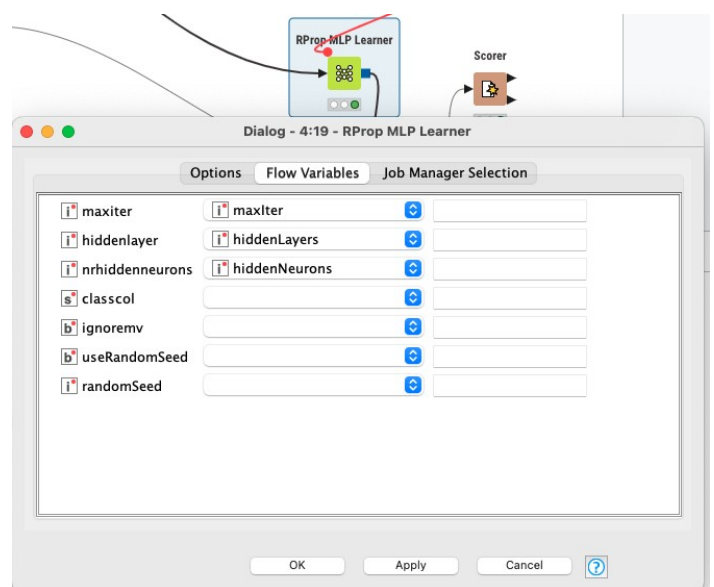 RProp MLP Learner
Scorer
Dialog - 4:19 - RProp MLP Learner
Options Flow Variables Job Manager Selection
i maxiter i maxIter
i hiddenlayer i hiddenLayers
i nrhiddenneurons i hiddenNeurons
s classcol
b ignoremv
b useRandomSeed
i randomSeed
OK Apply Cancel ?